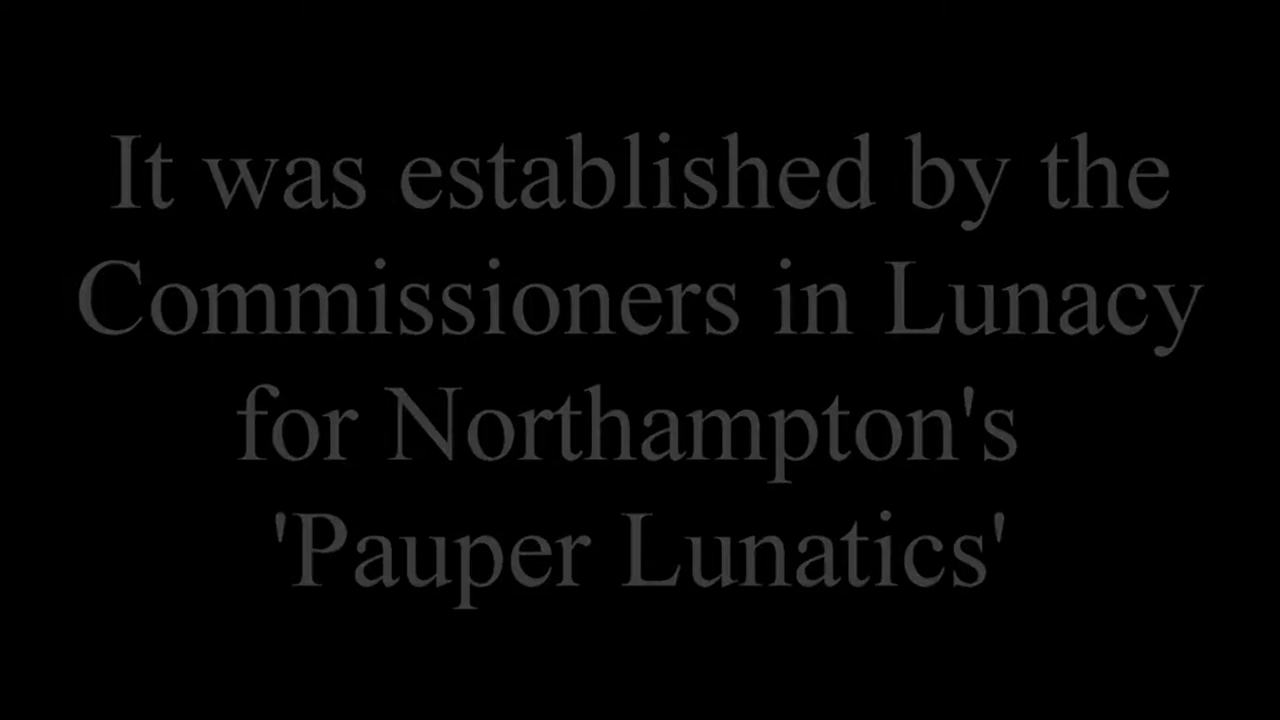 It was established by the
Commissioners in Lunacy
for Northampton's
'Pauper Lunatics'